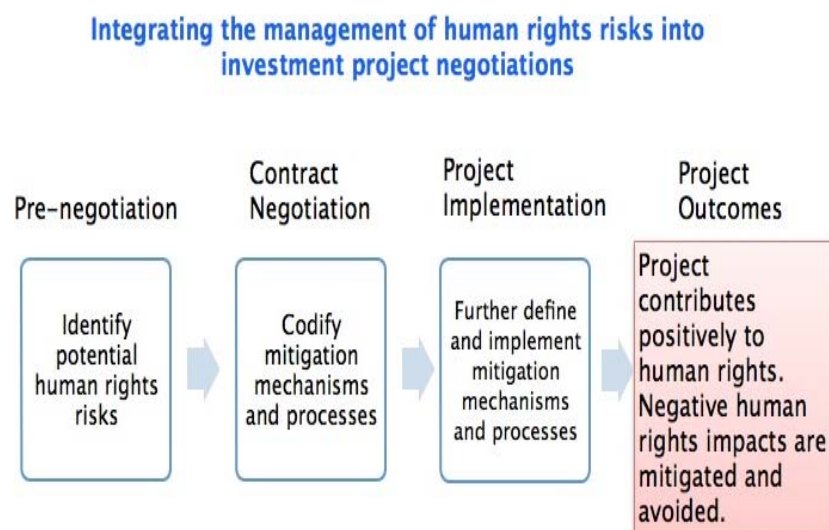 Integrating the management of human rights risks into
investment project negotiations
Pre-negotiation
Contract
Negotiation
Project
Implementation
Project
Outcomes
Identify
potential
human rights
risks
Codify
mitigation
mechanisms
and processes
Further define
and implement
mitigation
mechanisms
and processes
Project
contributes
positively to
human rights.
Negative human
rights impacts are
mitigated and
avoided.